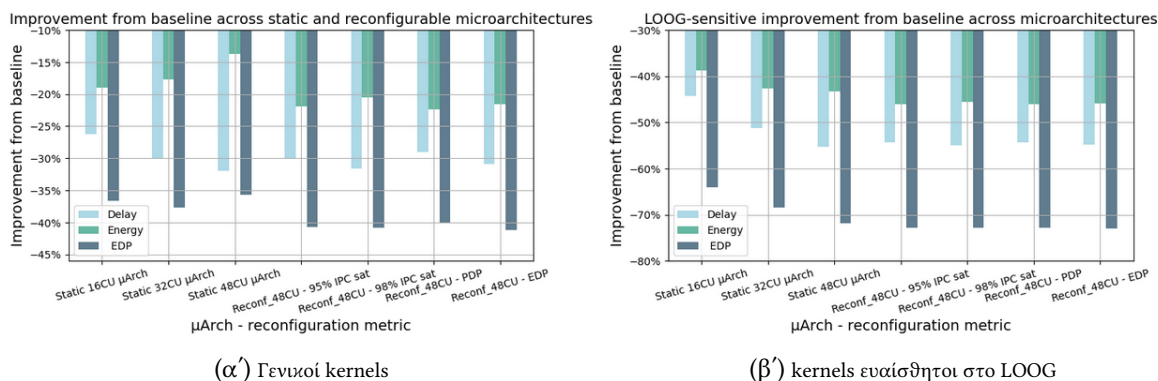 Improvement from baseline across static and reconfigurable microarchitectures
Improvement from baseline
−10%
−15%
−20%
−25%
−30%
−35%
−40%
−45%
Delay
Energy
EDP
Static 16CU μArch
Static 32CU μArch
Static 48CU μArch
Reconf_48CU - 95% IPC sat
Reconf_48CU - 98% IPC sat
Reconf_48CU - PDP
Reconf_48CU - EDP
μArch - reconfiguration metric
(αʹ) Γενικοί kernels
LOOG-sensitive improvement from baseline across microarchitectures
Improvement from baseline
−30%
−40%
−50%
−60%
−70%
−80%
Delay
Energy
EDP
Static 16CU μArch
Static 32CU μArch
Static 48CU μArch
Reconf_48CU - 95% IPC sat
Reconf_48CU - 98% IPC sat
Reconf_48CU - PDP
Reconf_48CU - EDP
μArch - reconfiguration metric
(βʹ) kernels ευαίσθητοι στο LOOG